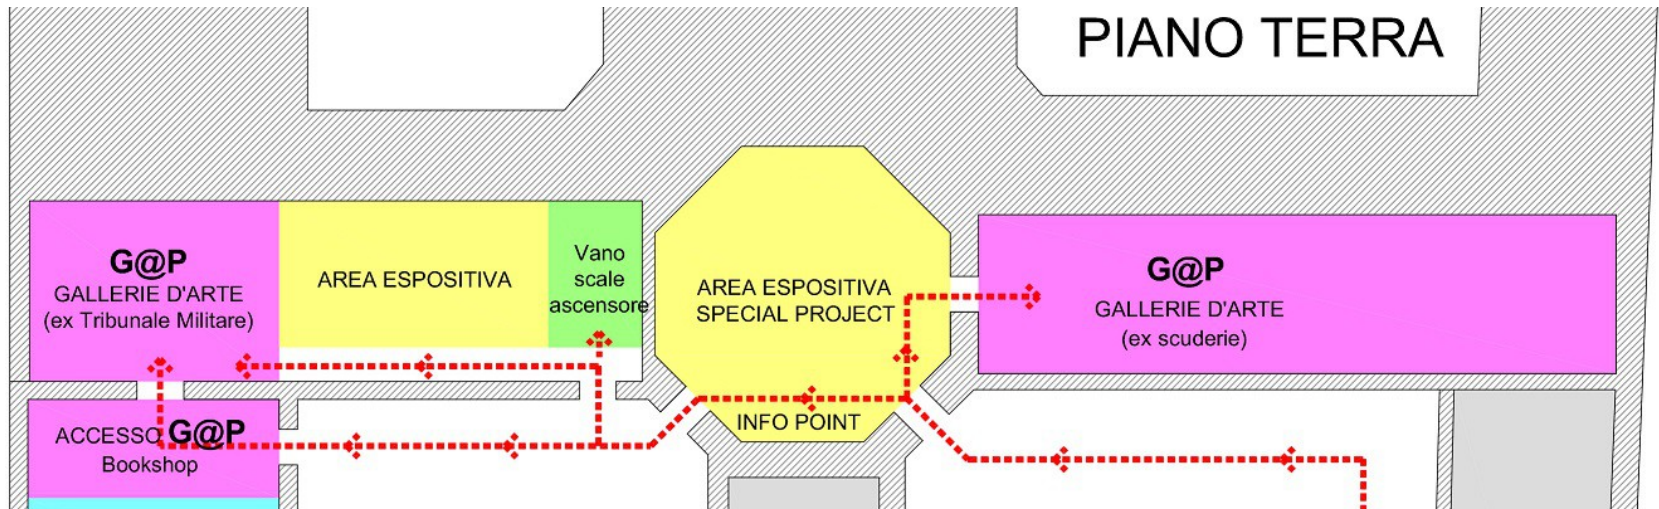 PIANO TERRA
G@P
GALLERIE D'ARTE
(ex Tribunale Militare)
AREA ESPOSITIVA
Vano
scale
ascensore
AREA ESPOSITIVA
SPECIAL PROJECT
INFO POINT
G@P
GALLERIE D'ARTE
(ex scuderie)
ACCESSO G@P
Bookshop